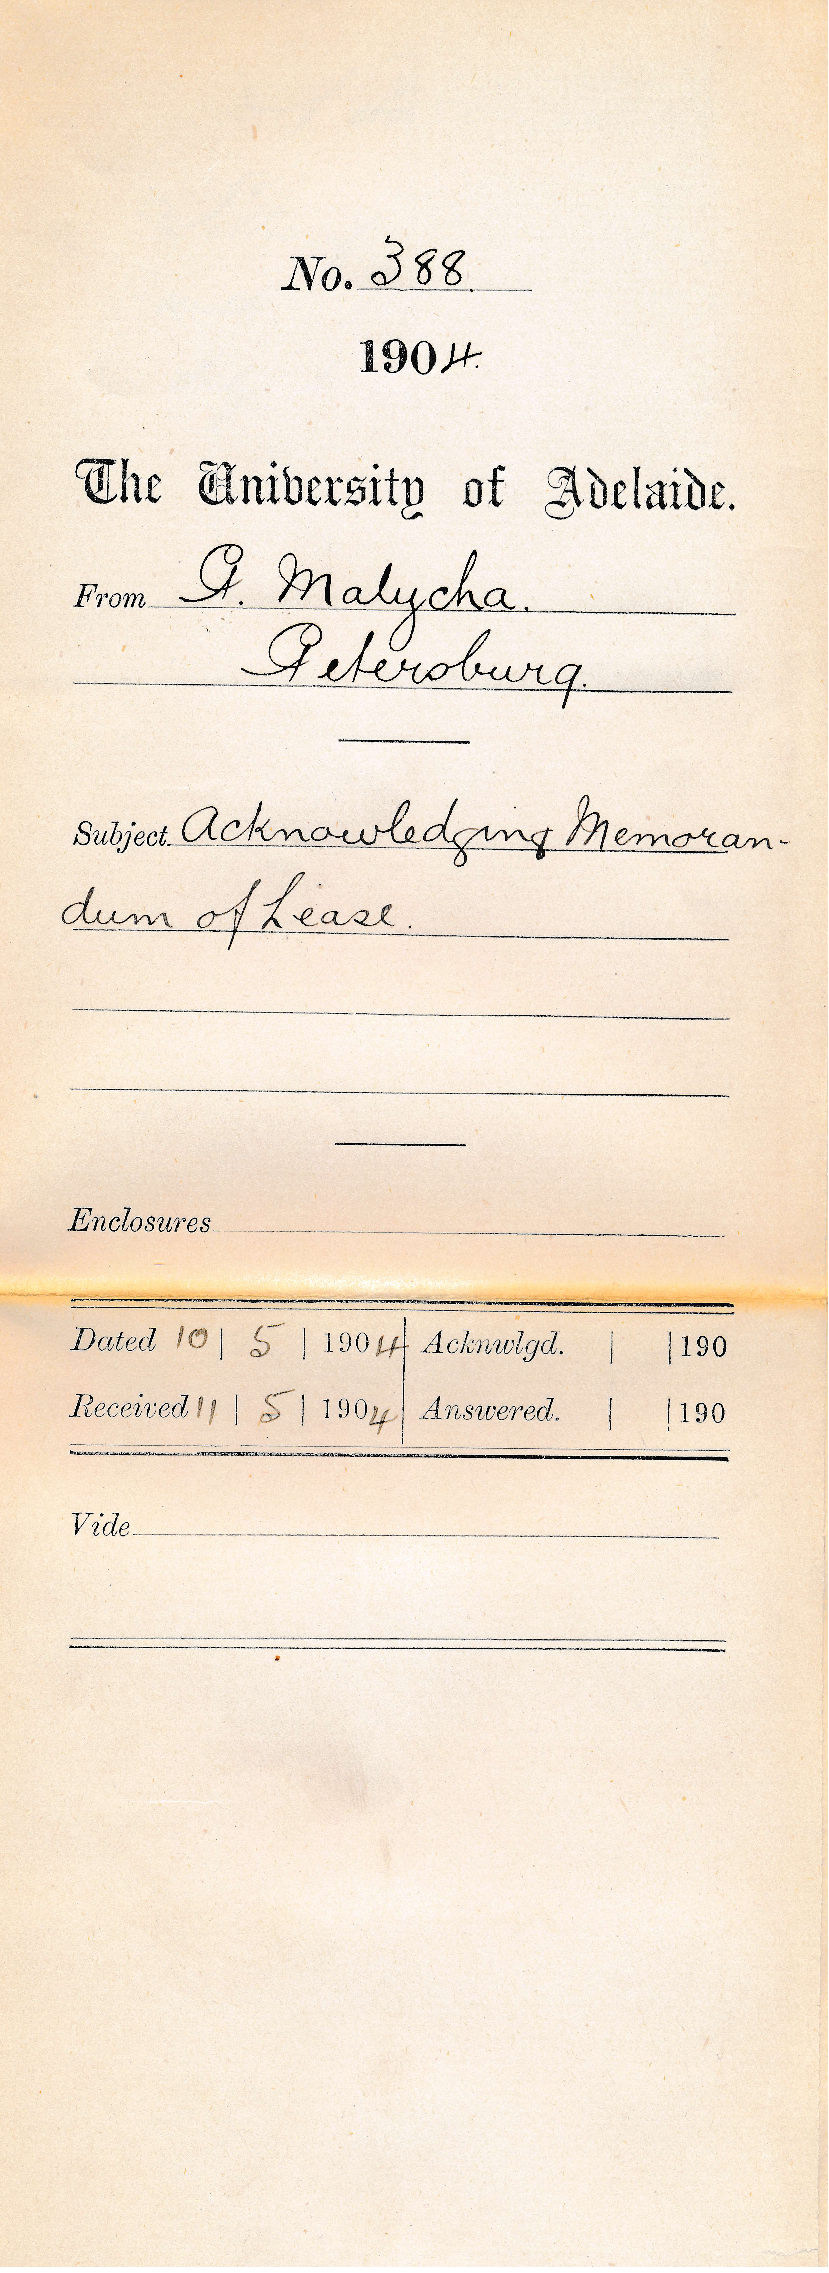 No. 388.
1904.
The University of Adelaide.
From P. Malycha.
Petersburg.
Subject. Acknowledging Memoran-
dum of Lease.
Enclosures
Dated 10 | 5 | 1904 Acknwlgd. | | 190
Received 11 | 5 | 1904 Answered. | | 190
Vide